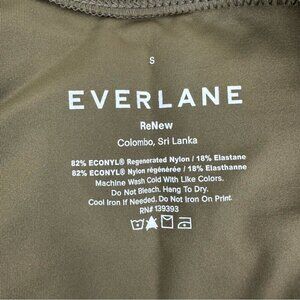 S
EVERLANE
ReNew
Colombo, Sri Lanka
82% ECONYL® Regenerated Nylon / 18% Elastane
82% ECONYL® Nylon régénérée / 18% Elasthanne
Machine Wash Cold With Like Colors.
Do Not Bleach. Hang To Dry.
Cool Iron If Needed. Do Not Iron On Print.
RN# 139393